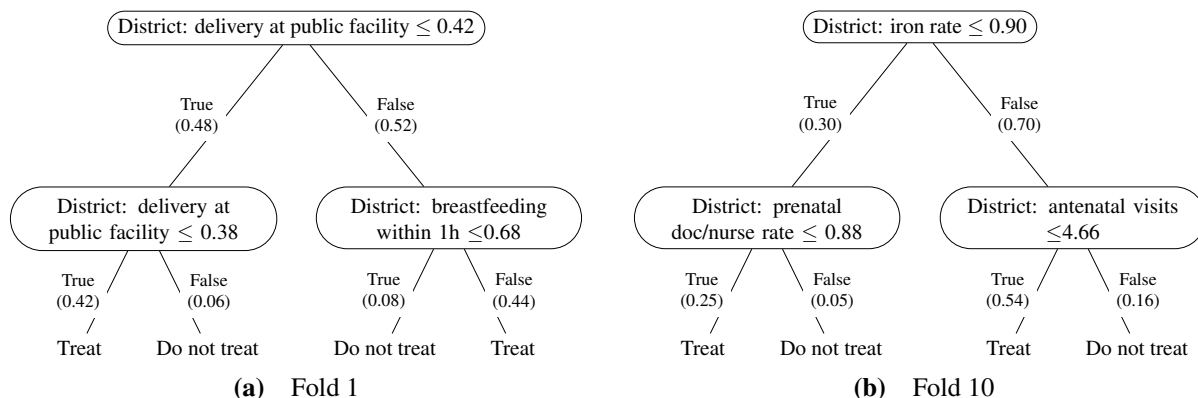 District: delivery at public facility ≤ 0.42
True
(0.48)
False
(0.52)
District: delivery at
public facility ≤ 0.38
District: breastfeeding
within 1h ≤0.68
True
(0.42)
False
(0.06)
True
(0.08)
False
(0.44)
Treat
Do not treat
Do not treat
Treat
(a) Fold 1
District: iron rate ≤ 0.90
True
(0.30)
False
(0.70)
District: prenatal
doc/nurse rate ≤ 0.88
District: antenatal visits
≤4.66
True
(0.25)
False
(0.05)
True
(0.54)
False
(0.16)
Treat
Do not treat
Treat
Do not treat
(b) Fold 10